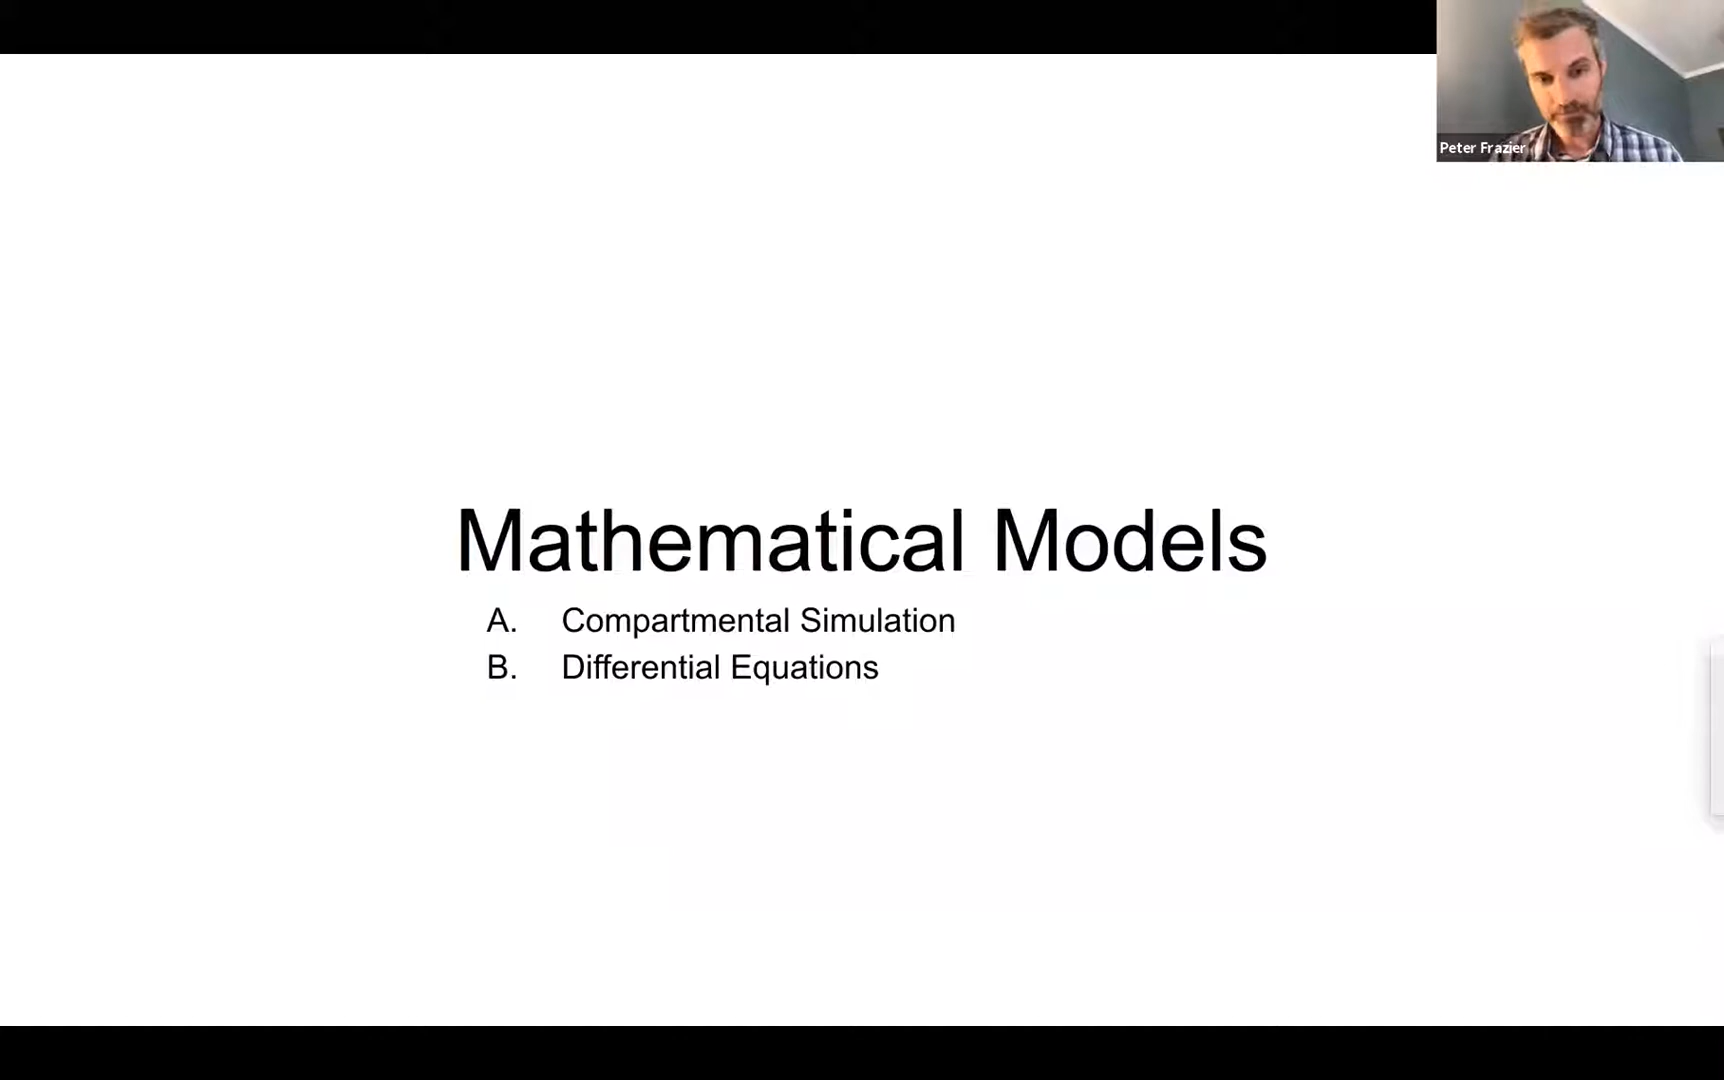 Peter Frazier
Mathematical Models
A. Compartmental Simulation
B. Differential Equations